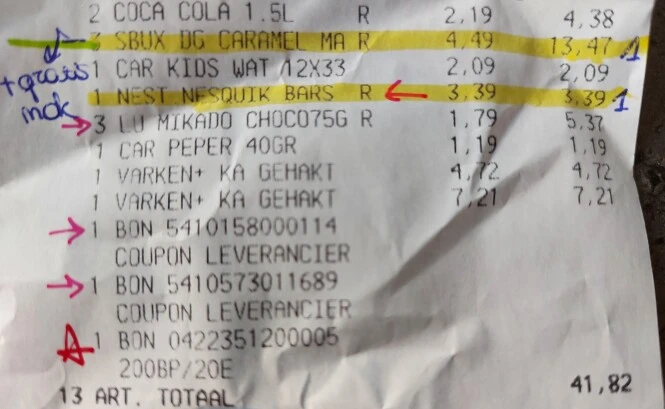 2 COCA COLA 1.5L R 2,19 4,38
3 SBUX DG CARAMEL MA R 4,49 13,47 1
1 CAR KIDS WAT 12X33 2,09 2,09
+ gratis
mok
1 NEST NESQUIK BARS R 3,39 3,39 1
3 LU MIKADO CHOCO75G R 1,79 5,37
1 CAR PEPER 40GR 1,19 1,19
1 VARKEN+ KA GEHAKT 4,72 4,72
1 VARKEN+ KA GEHAKT 7,21 7,21
1 BON 5410158000114
COUPON LEVERANCIER
1 BON 5410573011689
COUPON LEVERANCIER
1 BON 0422351200005
200BP/20E
13 ART. TOTAAL 41,82